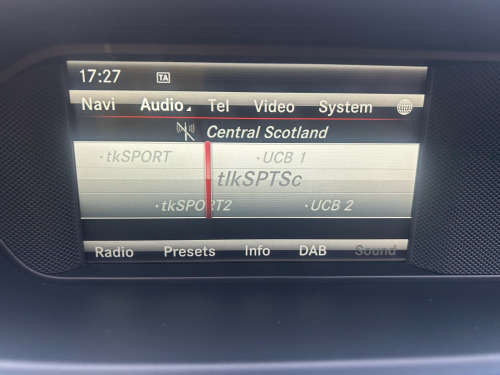 17:27 TA
Navi Audio Tel Video System
Central Scotland
·tkSPORT ·UCB 1
tlkSPTSc
·tkSPORT2 ·UCB 2
Radio Presets Info DAB Sound